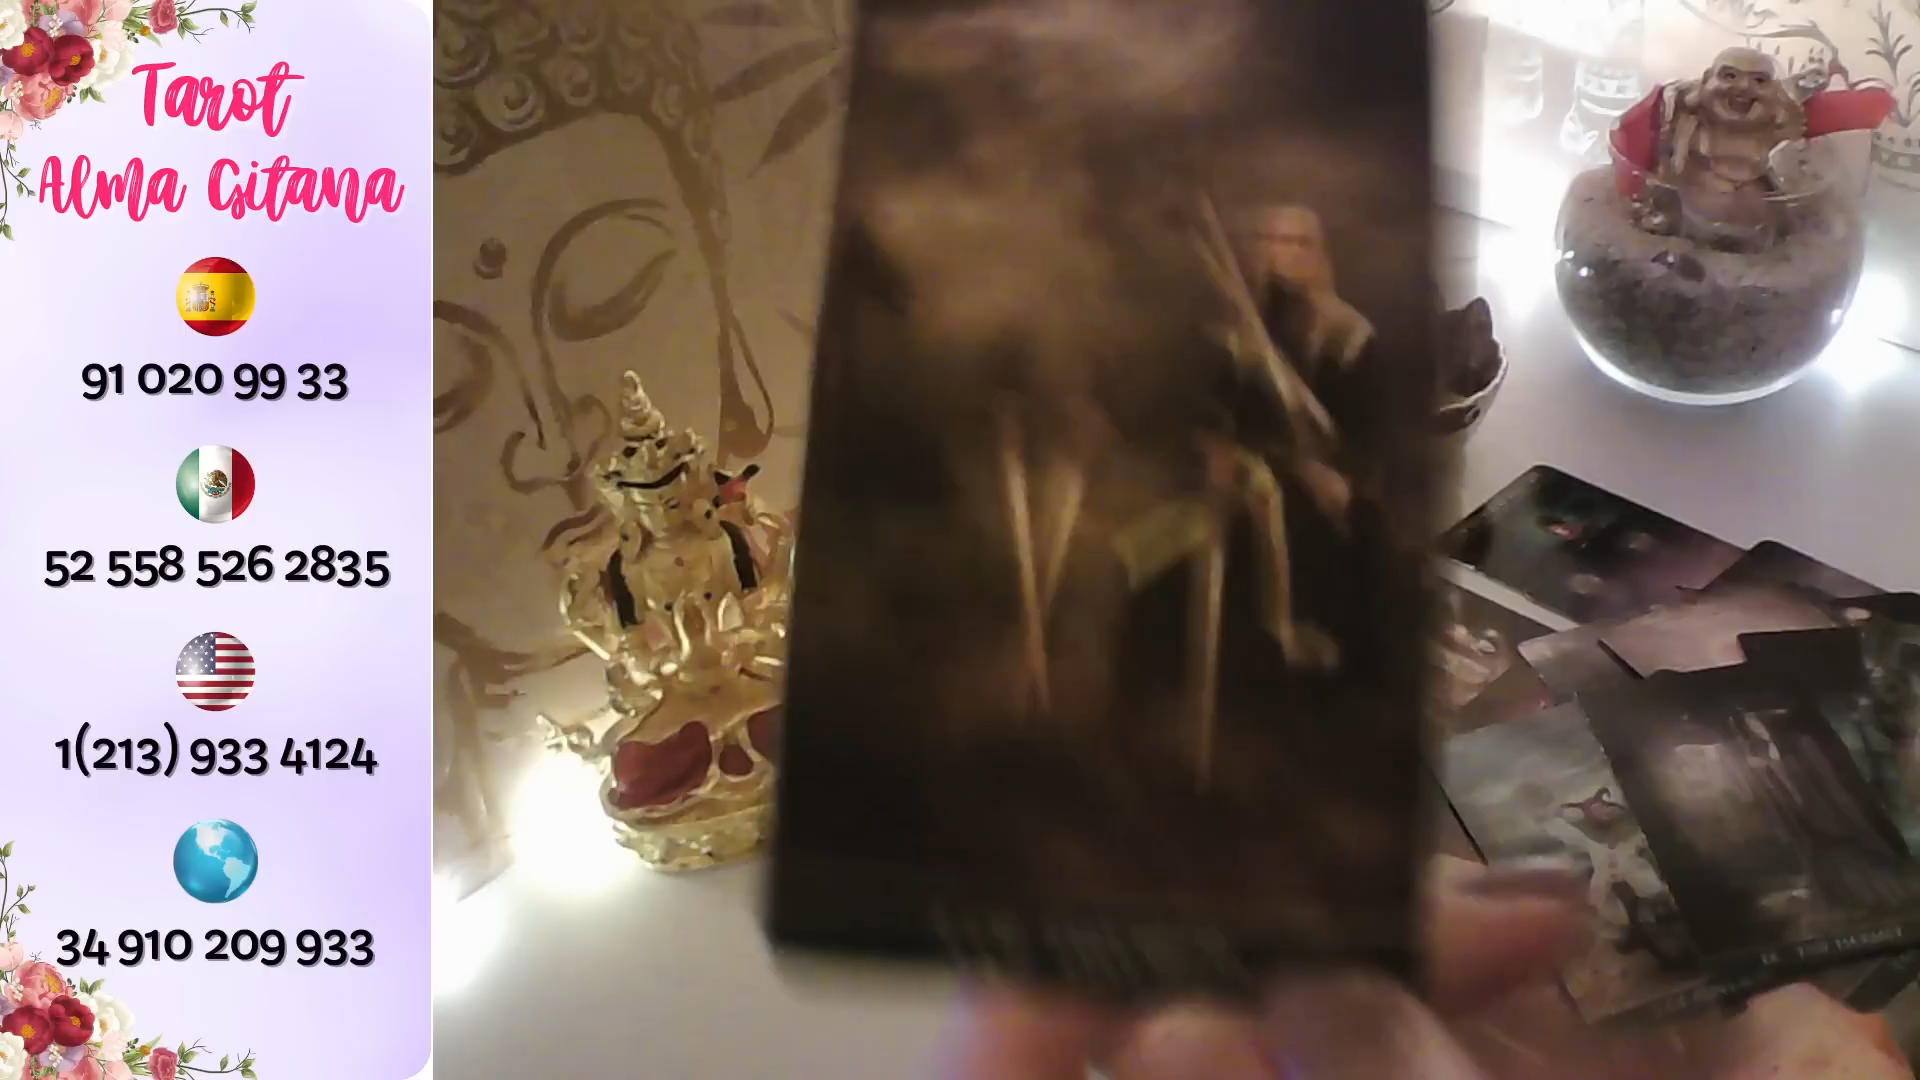 Tarot
Alma Gitana
91 020 99 33
52 558 526 2835
1(213) 933 4124
34 910 209 933